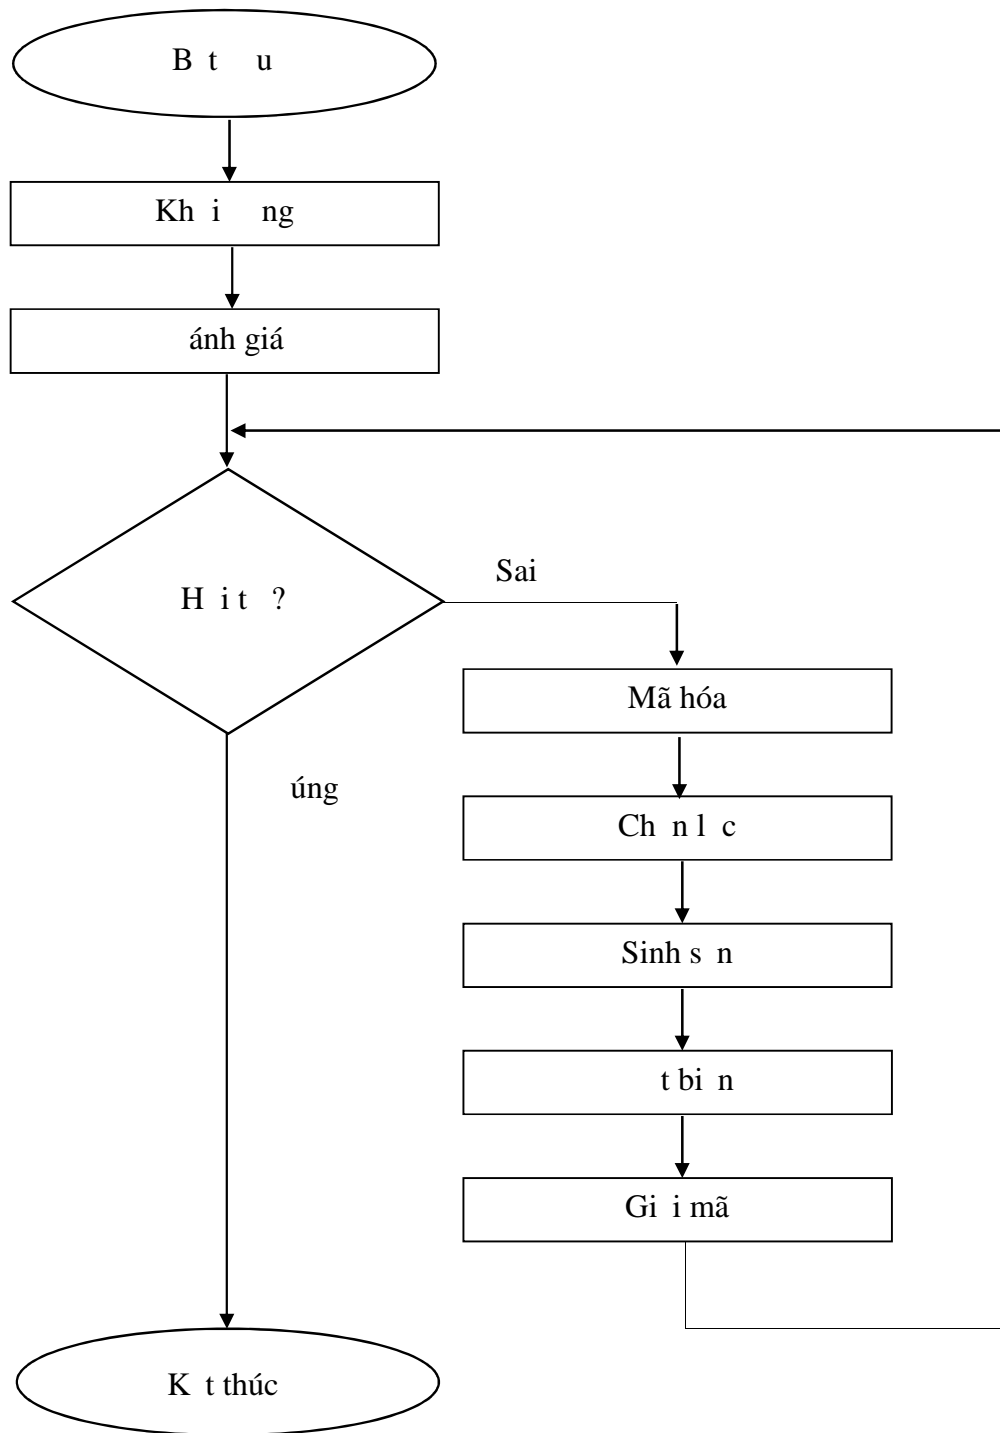 B t u
Kh i ng
ánh giá
H i t ?
Sai
Mã hóa
úng
Ch n l c
Sinh s n
t bi n
Gi i mã
K t thúc